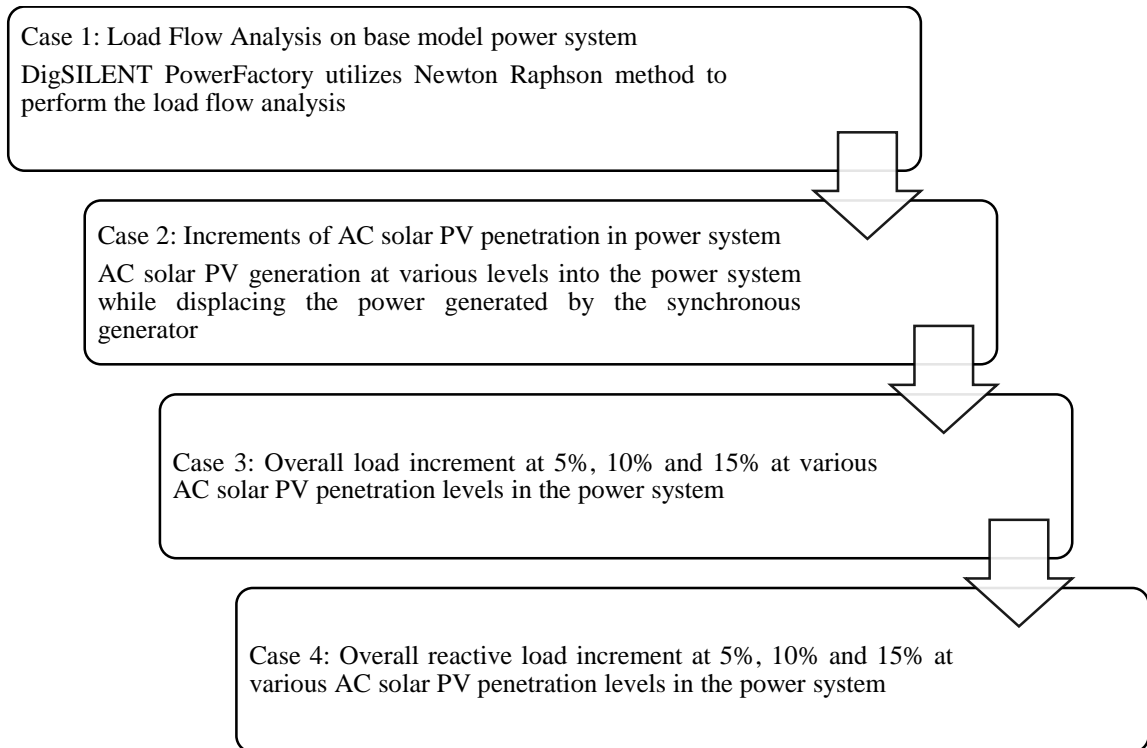 Case 1: Load Flow Analysis on base model power system
DigSILENT PowerFactory utilizes Newton Raphson method to
perform the load flow analysis
Case 2: Increments of AC solar PV penetration in power system
AC solar PV generation at various levels into the power system
while displacing the power generated by the synchronous
generator
Case 3: Overall load increment at 5%, 10% and 15% at various
AC solar PV penetration levels in the power system
Case 4: Overall reactive load increment at 5%, 10% and 15% at
various AC solar PV penetration levels in the power system